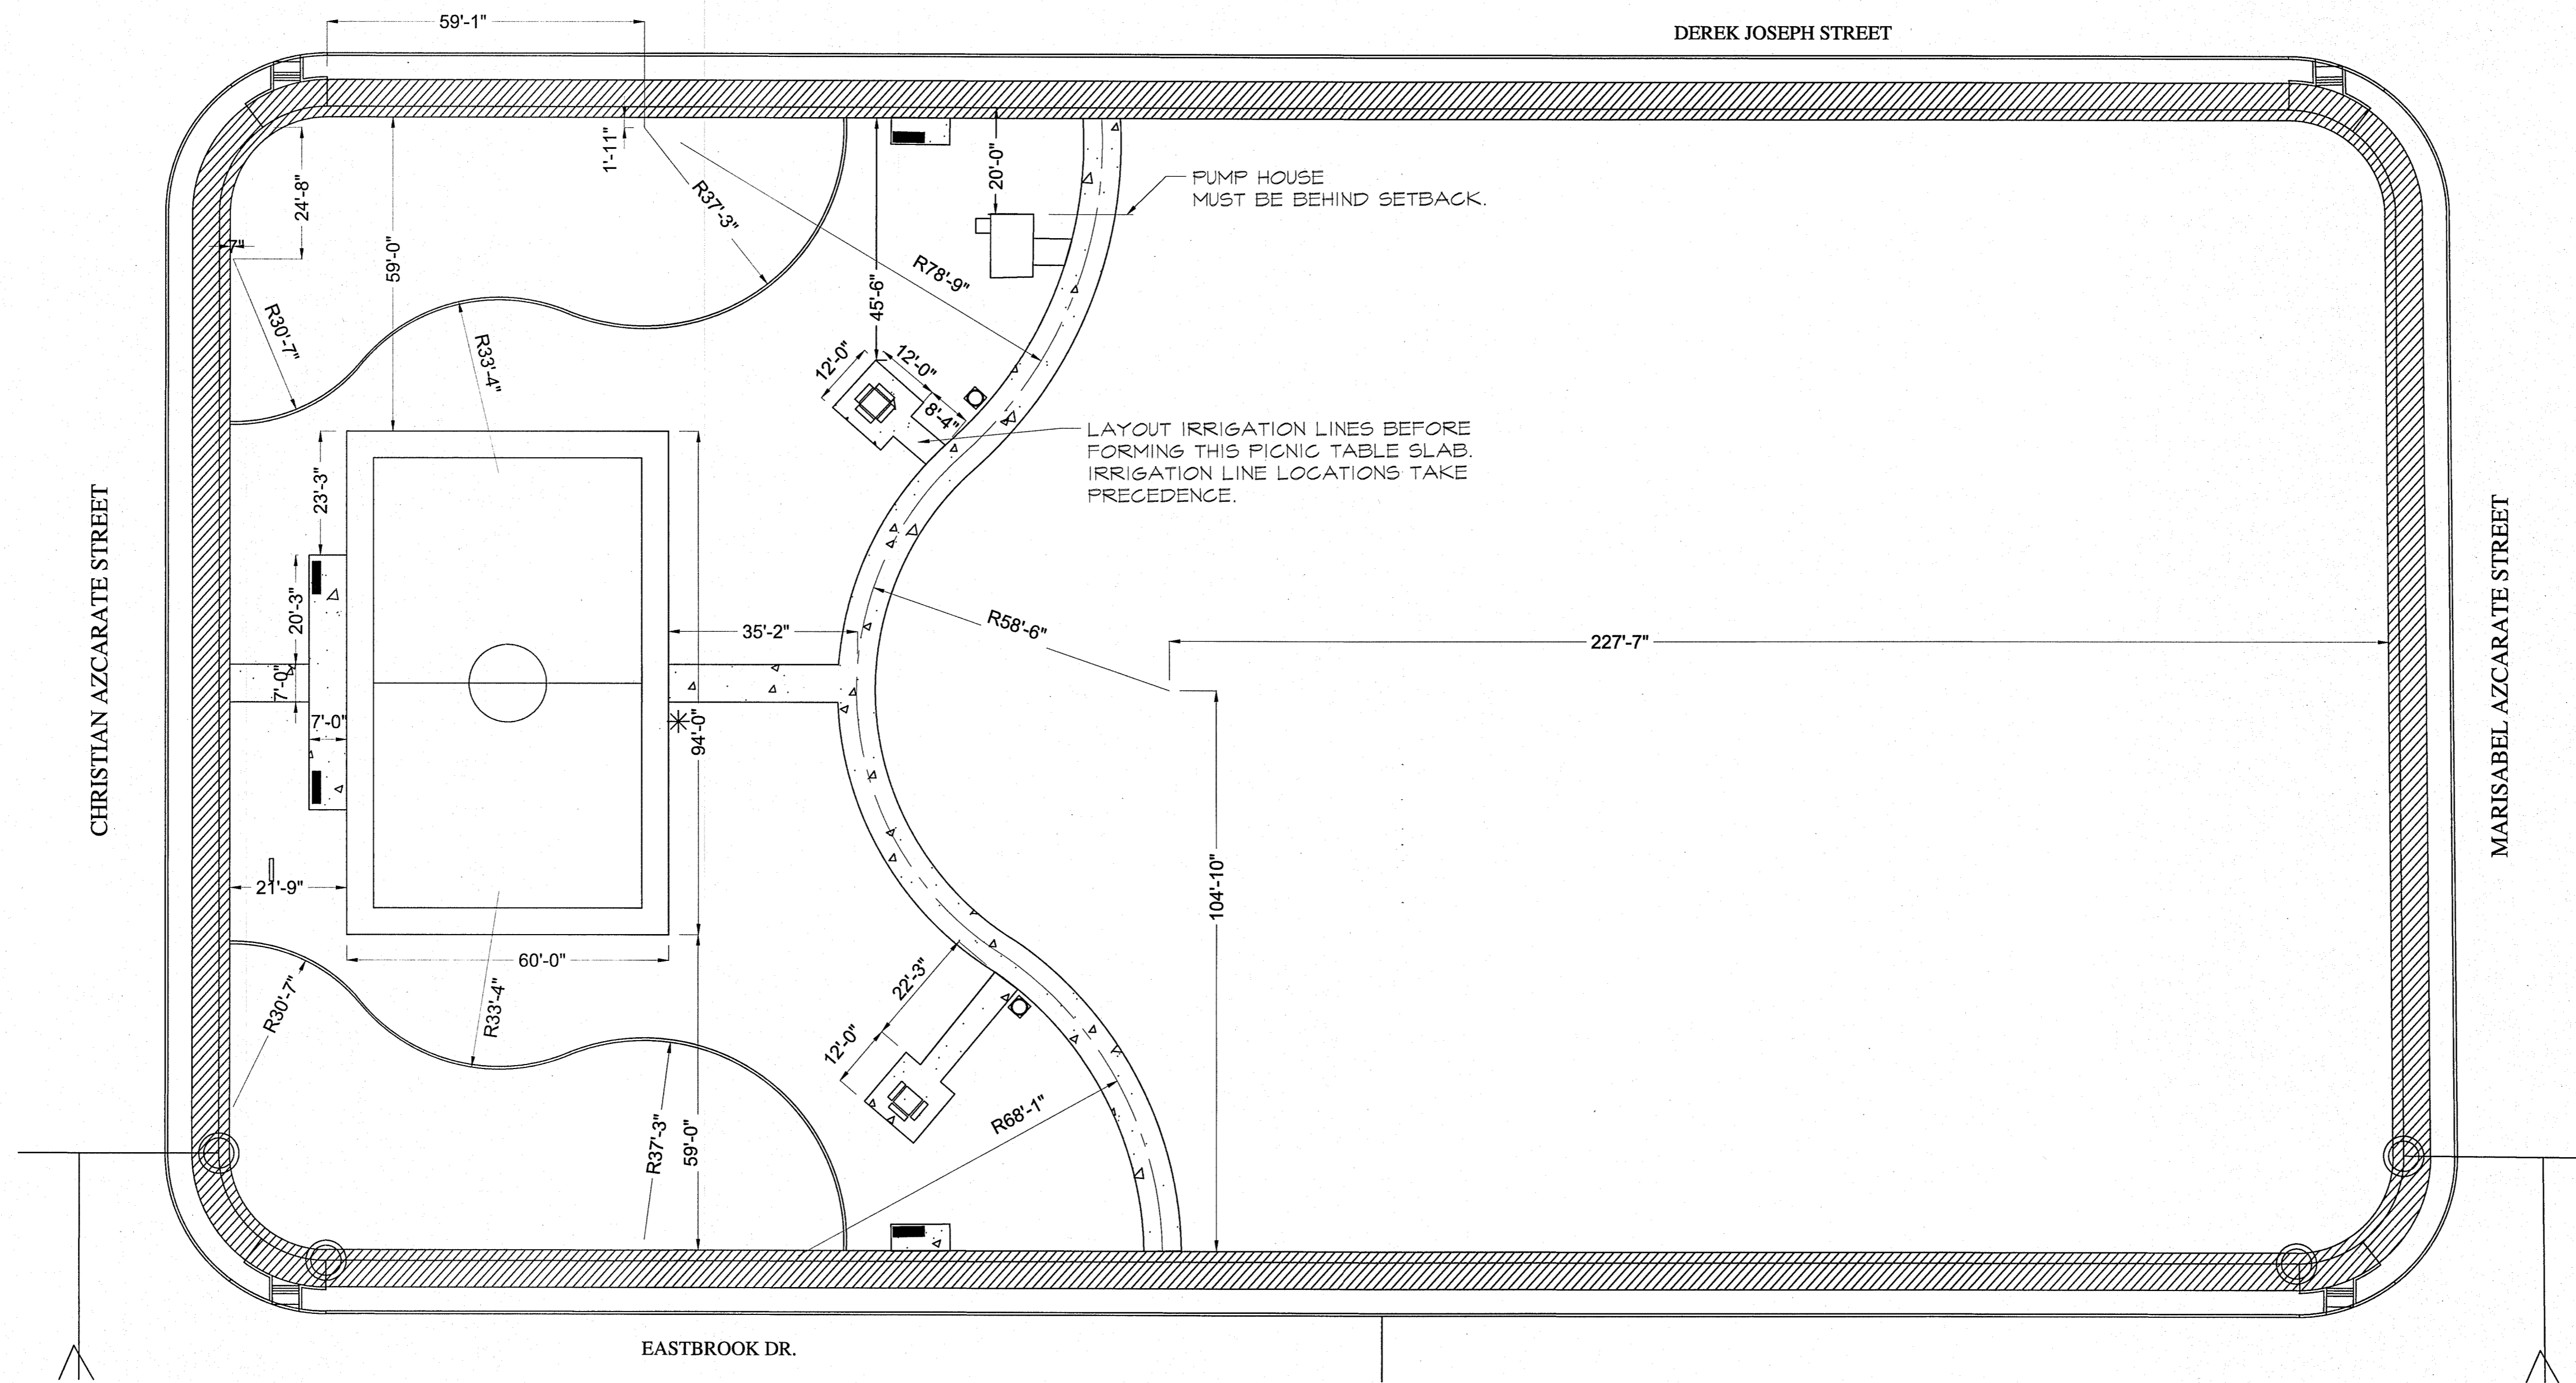 59'-1"
DEREK JOSEPH STREET
1'-11"
20'-0"
24'-8"
PUMP HOUSE
MUST BE BEHIND SETBACK.
R37'-3"
7"
59'-0"
R78'-9"
45'-6"
R30'-7"
R33'-4"
12'-0"
12'-0"
8'-4"
LAYOUT IRRIGATION LINES BEFORE
FORMING THIS PICNIC TABLE SLAB.
IRRIGATION LINE LOCATIONS TAKE
PRECEDENCE.
23'-3"
CHRISTIAN AZCARATE STREET
MARISABEL AZCARATE STREET
20'-3"
35'-2"
R58'-6"
227'-7"
7'-0"
7'-0"
94'-0"
21'-9"
104'-10"
60'-0"
22'-3"
R30'-7"
R33'-4"
12'-0"
R68'-1"
R37'-3"
59'-0"
EASTBROOK DR.